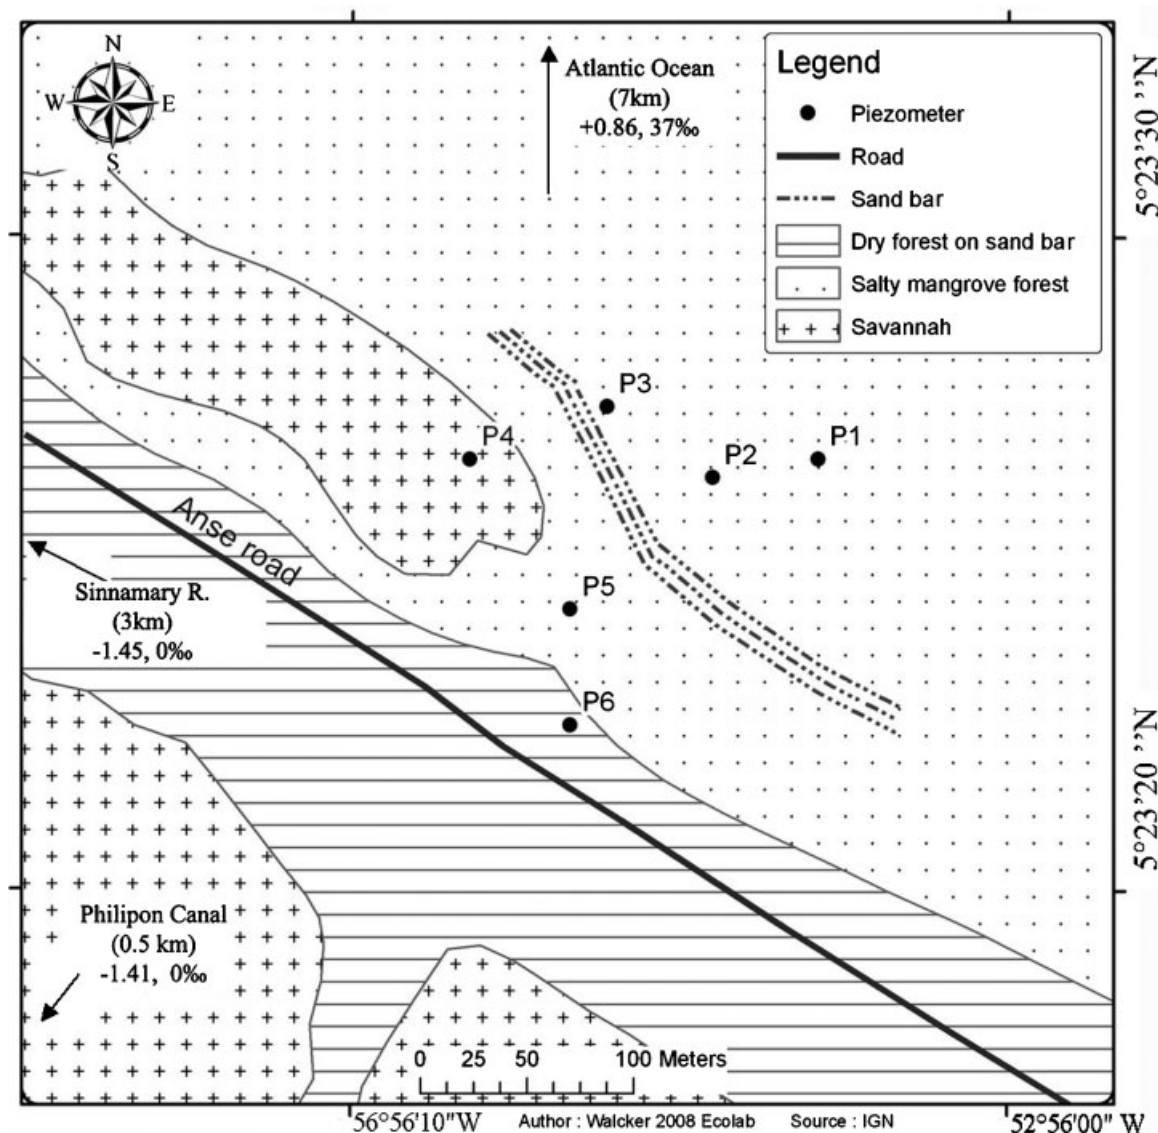 N
W E
S
Atlantic Ocean
(7km)
+0.86, 37‰
Legend
Piezometer
Road
Sand bar
Dry forest on sand bar
Salty mangrove forest
Savannah
5°23'30 ’’N
P3
P4
P2
P1
Anse road
Sinnamary R.
(3km)
-1.45, 0‰
P5
P6
5°23'20 ’’N
Philipon Canal
(0.5 km)
-1.41, 0‰
0 25 50 100 Meters
56°56'10"W
Author : Walcker 2008 Ecolab Source : IGN
52°56'00 "W